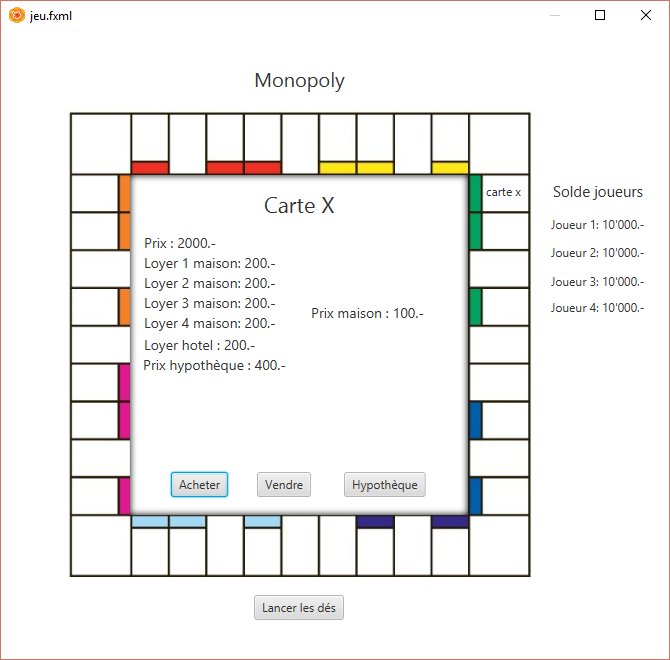 jeu.fxml
Monopoly
carte x
Carte X
Prix : 2000.-
Loyer 1 maison: 200.-
Loyer 2 maison: 200.-
Loyer 3 maison: 200.-
Loyer 4 maison: 200.-
Loyer hotel : 200.-
Prix hypothèque : 400.-
Prix maison : 100.-
Acheter
Vendre
Hypothèque
Solde joueurs
Joueur 1: 10'000.-
Joueur 2: 10'000.-
Joueur 3: 10'000.-
Joueur 4: 10'000.-
Lancer les dés